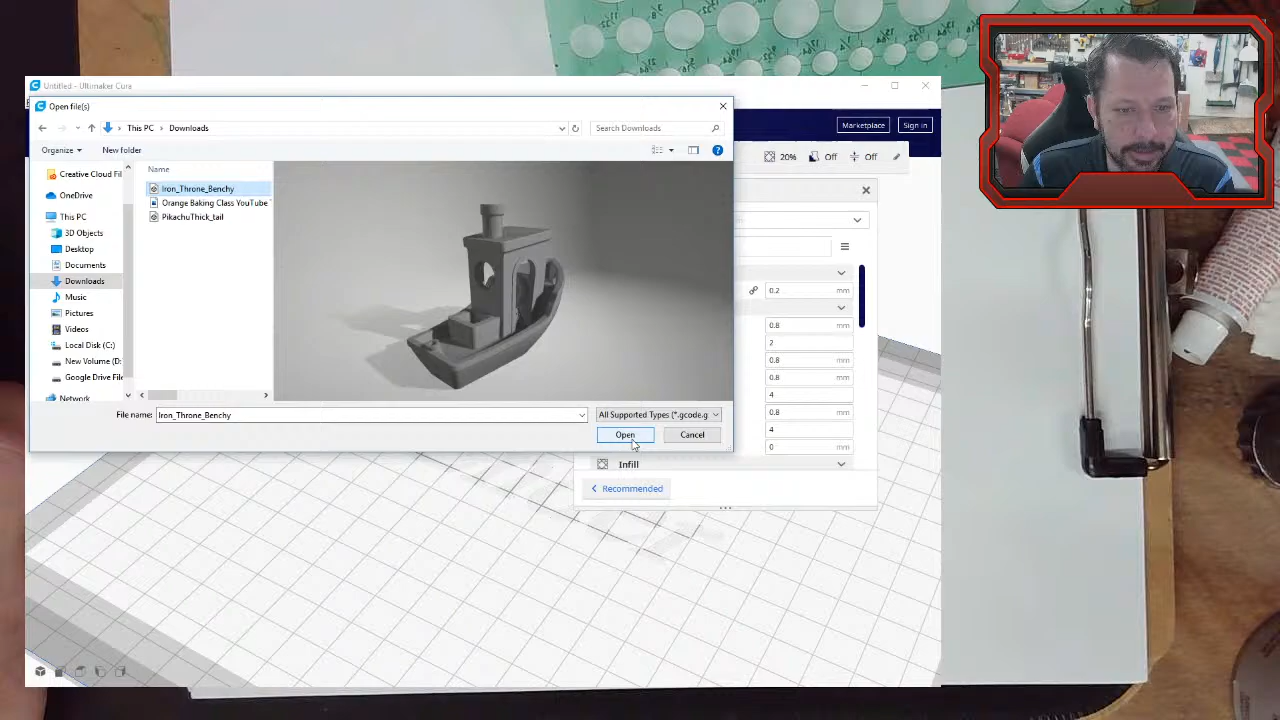 Untitled - Ultimaker Cura
Open file(s)
This PC > Downloads
Search Downloads
Marketplace
Sign in
Organize
New folder
20%
Off
Off
Name
Creative Cloud Fil
Iron_Throne_Benchy
OneDrive
Orange Baking Class YouTube
This PC
PikachuThick_tail
3D Objects
Desktop
Documents
Downloads
Music
Pictures
Videos
Local Disk (C:)
New Volume (D:
Google Drive File
Network
0.2 mm
0.8 mm
2
0.8 mm
0.8 mm
4
0.8 mm
4
0 mm
File name:
Iron_Throne_Benchy
All Supported Types (*.gcode.g
Open
Cancel
Infill
Recommended